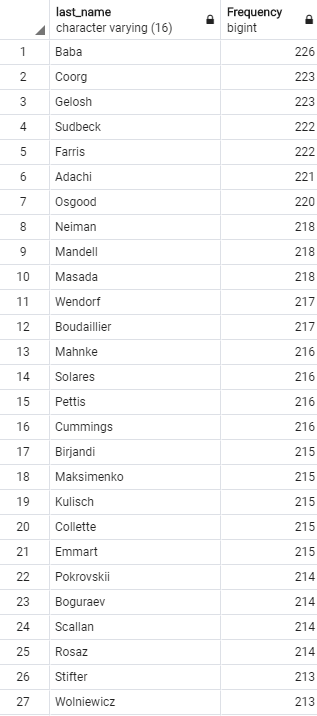 last_name Frequency
character varying (16) bigint
1 Baba 226
2 Coorg 223
3 Gelosh 223
4 Sudbeck 222
5 Farris 222
6 Adachi 221
7 Osgood 220
8 Neiman 218
9 Mandell 218
10 Masada 218
11 Wendorf 217
12 Boudaillier 217
13 Mahnke 216
14 Solares 216
15 Pettis 216
16 Cummings 216
17 Birjandi 215
18 Maksimenko 215
19 Kulisch 215
20 Collette 215
21 Emmart 215
22 Pokrovskii 214
23 Boguraev 214
24 Scallan 214
25 Rosaz 214
26 Stifter 213
27 Wolniewicz 213